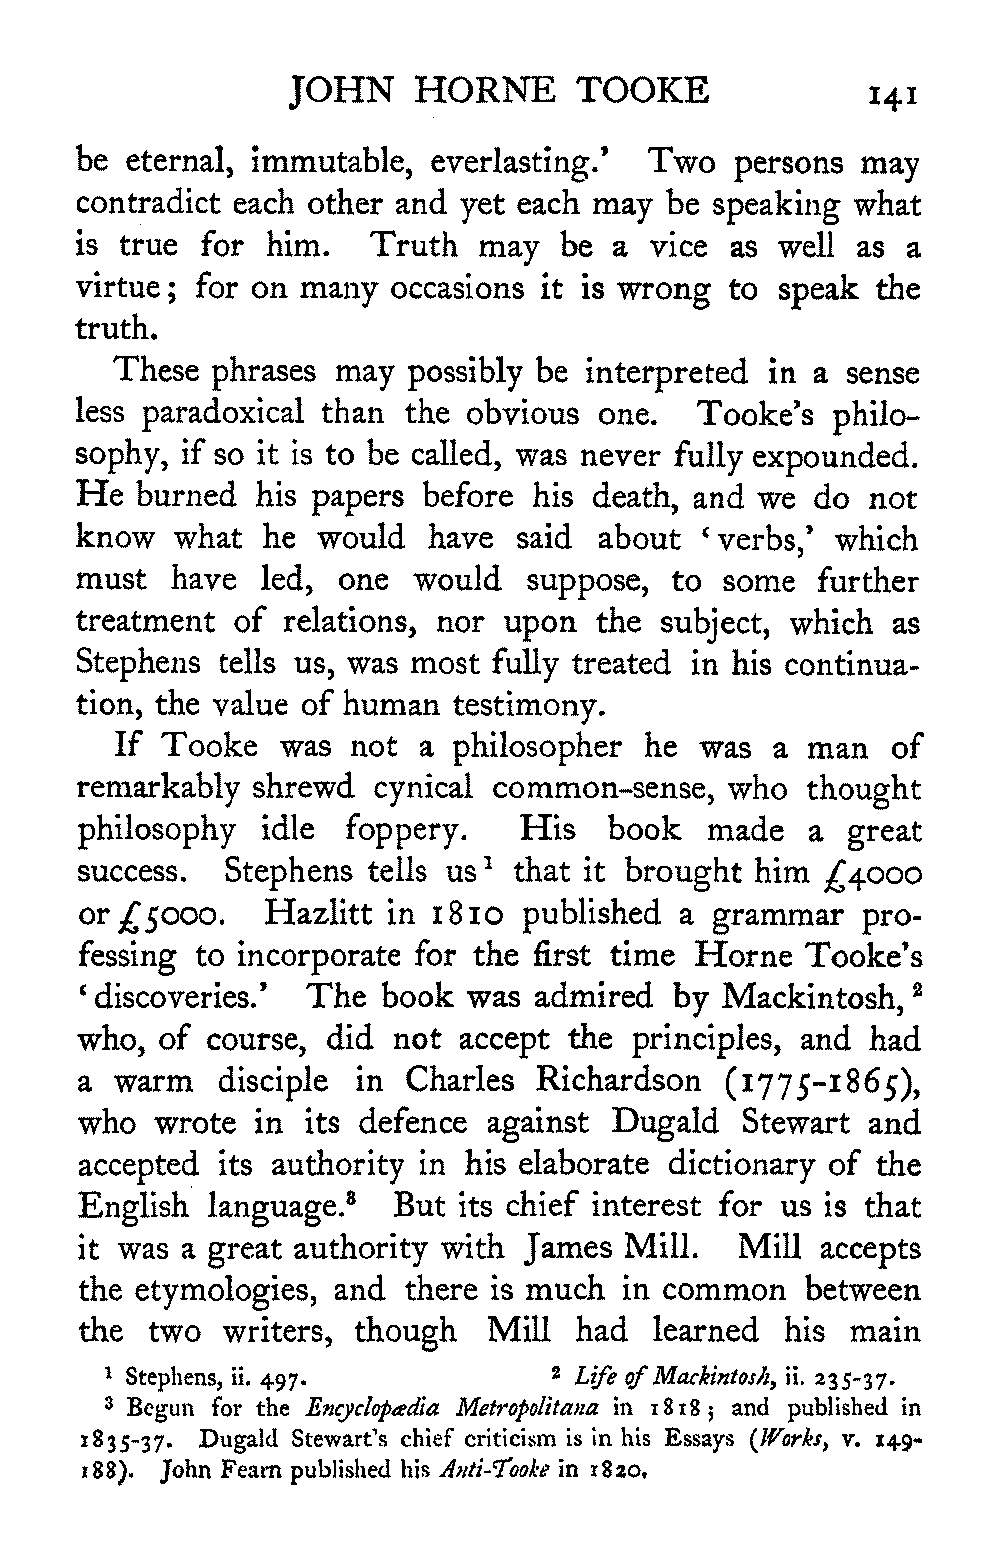 JOHN HORNE TOOKE 141
be eternal, immutable, everlasting.’ Two persons may
contradict each other and yet each may be speaking what
is true for him. Truth may be a vice as well as a
virtue; for on many occasions it is wrong to speak the
truth.
These phrases may possibly be interpreted in a sense
less paradoxical than the obvious one. Tooke’s philo-
sophy, if so it is to be called, was never fully expounded.
He burned his papers before his death, and we do not
know what he would have said about ‘verbs,’ which
must have led, one would suppose, to some further
treatment of relations, nor upon the subject, which as
Stephens tells us, was most fully treated in his continua-
tion, the value of human testimony.
If Tooke was not a philosopher he was a man of
remarkably shrewd cynical common-sense, who thought
philosophy idle foppery. His book made a great
success. Stephens tells us¹ that it brought him £4000
or £5000. Hazlitt in 1810 published a grammar pro-
fessing to incorporate for the first time Horne Tooke’s
‘discoveries.’ The book was admired by Mackintosh,²
who, of course, did not accept the principles, and had
a warm disciple in Charles Richardson (1775-1865),
who wrote in its defence against Dugald Stewart and
accepted its authority in his elaborate dictionary of the
English language.³ But its chief interest for us is that
it was a great authority with James Mill. Mill accepts
the etymologies, and there is much in common between
the two writers, though Mill had learned his main
¹ Stephens, ii. 497. ² Life of Mackintosh, ii. 235-37.
³ Begun for the Encyclopædia Metropolitana in 1818; and published in
1835-37. Dugald Stewart’s chief criticism is in his Essays (Works, v. 149-
188). John Fearn published his Anti-Tooke in 1820.